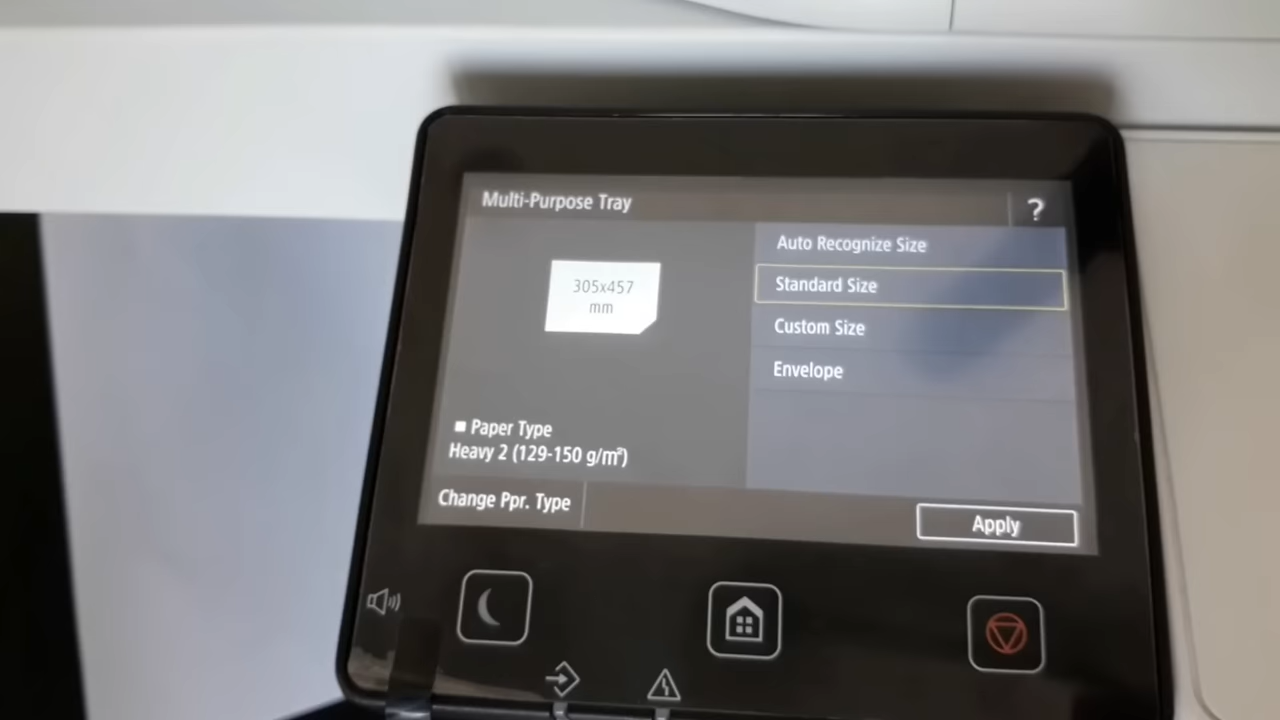 Multi-Purpose Tray
?
305x457
mm
Auto Recognize Size
Standard Size
Custom Size
Envelope
■ Paper Type
Heavy 2 (129-150 g/m²)
Change Ppr. Type
Apply